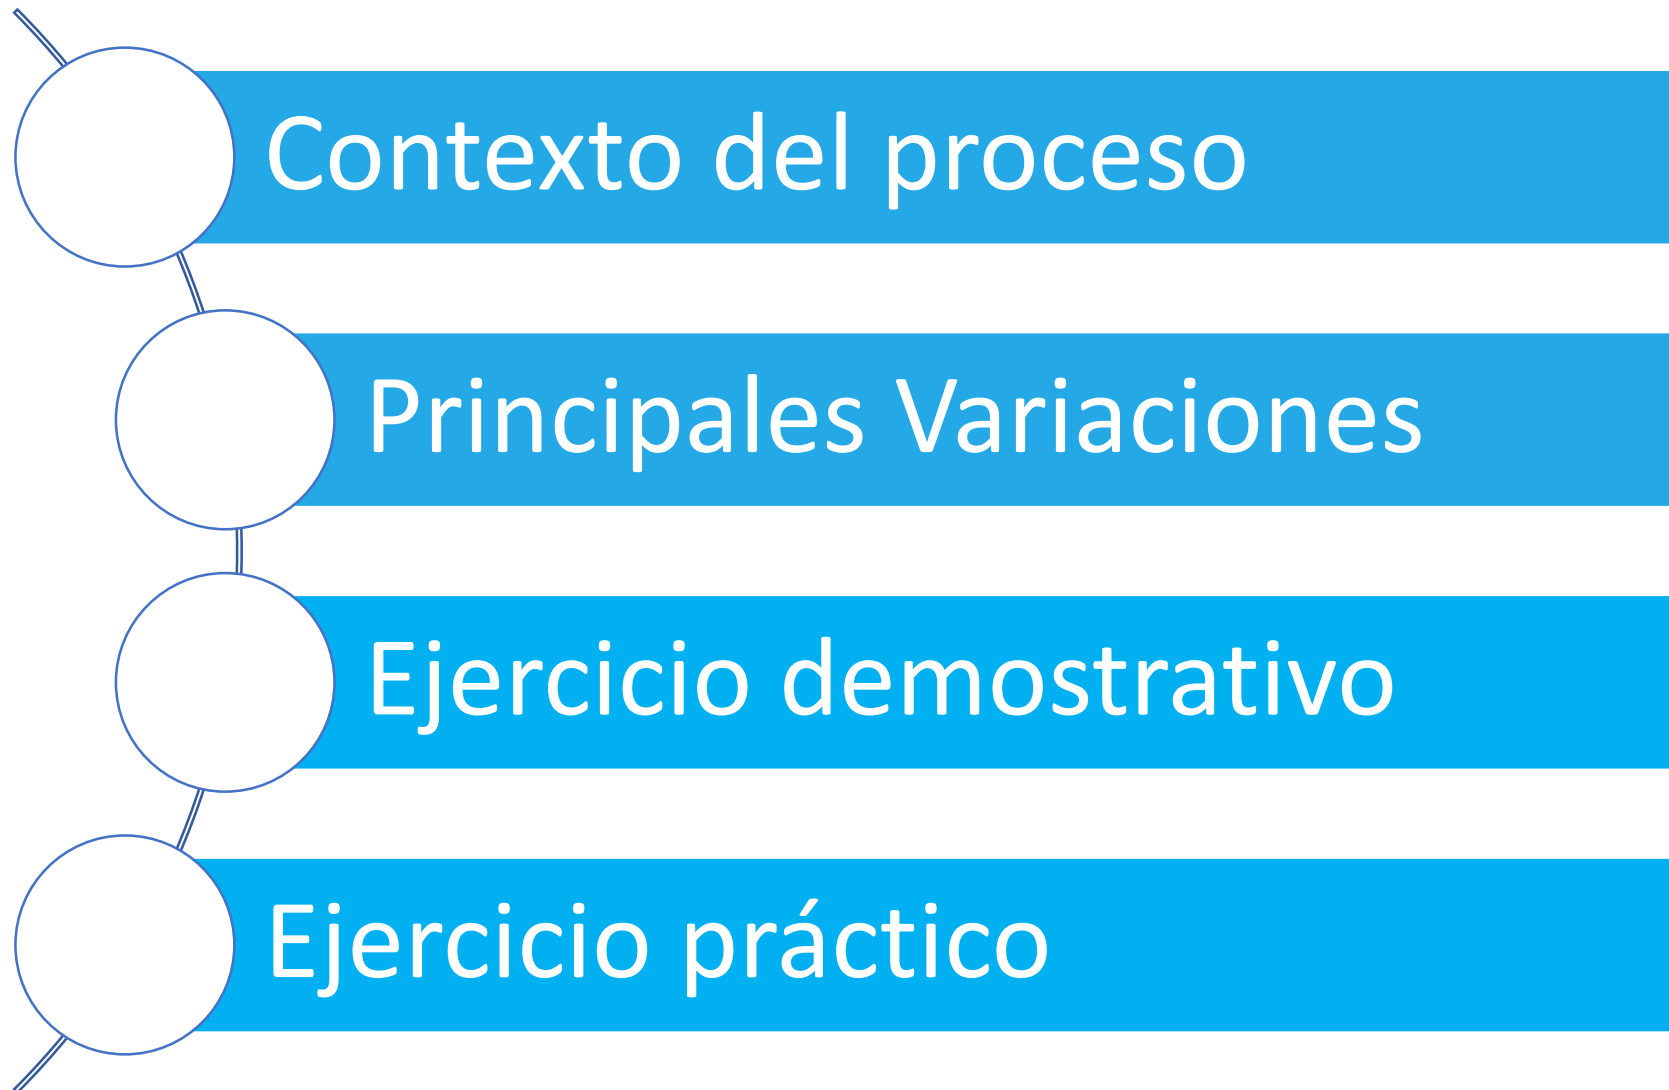 Contexto del proceso
Principales Variaciones
Ejercicio demostrativo
Ejercicio práctico